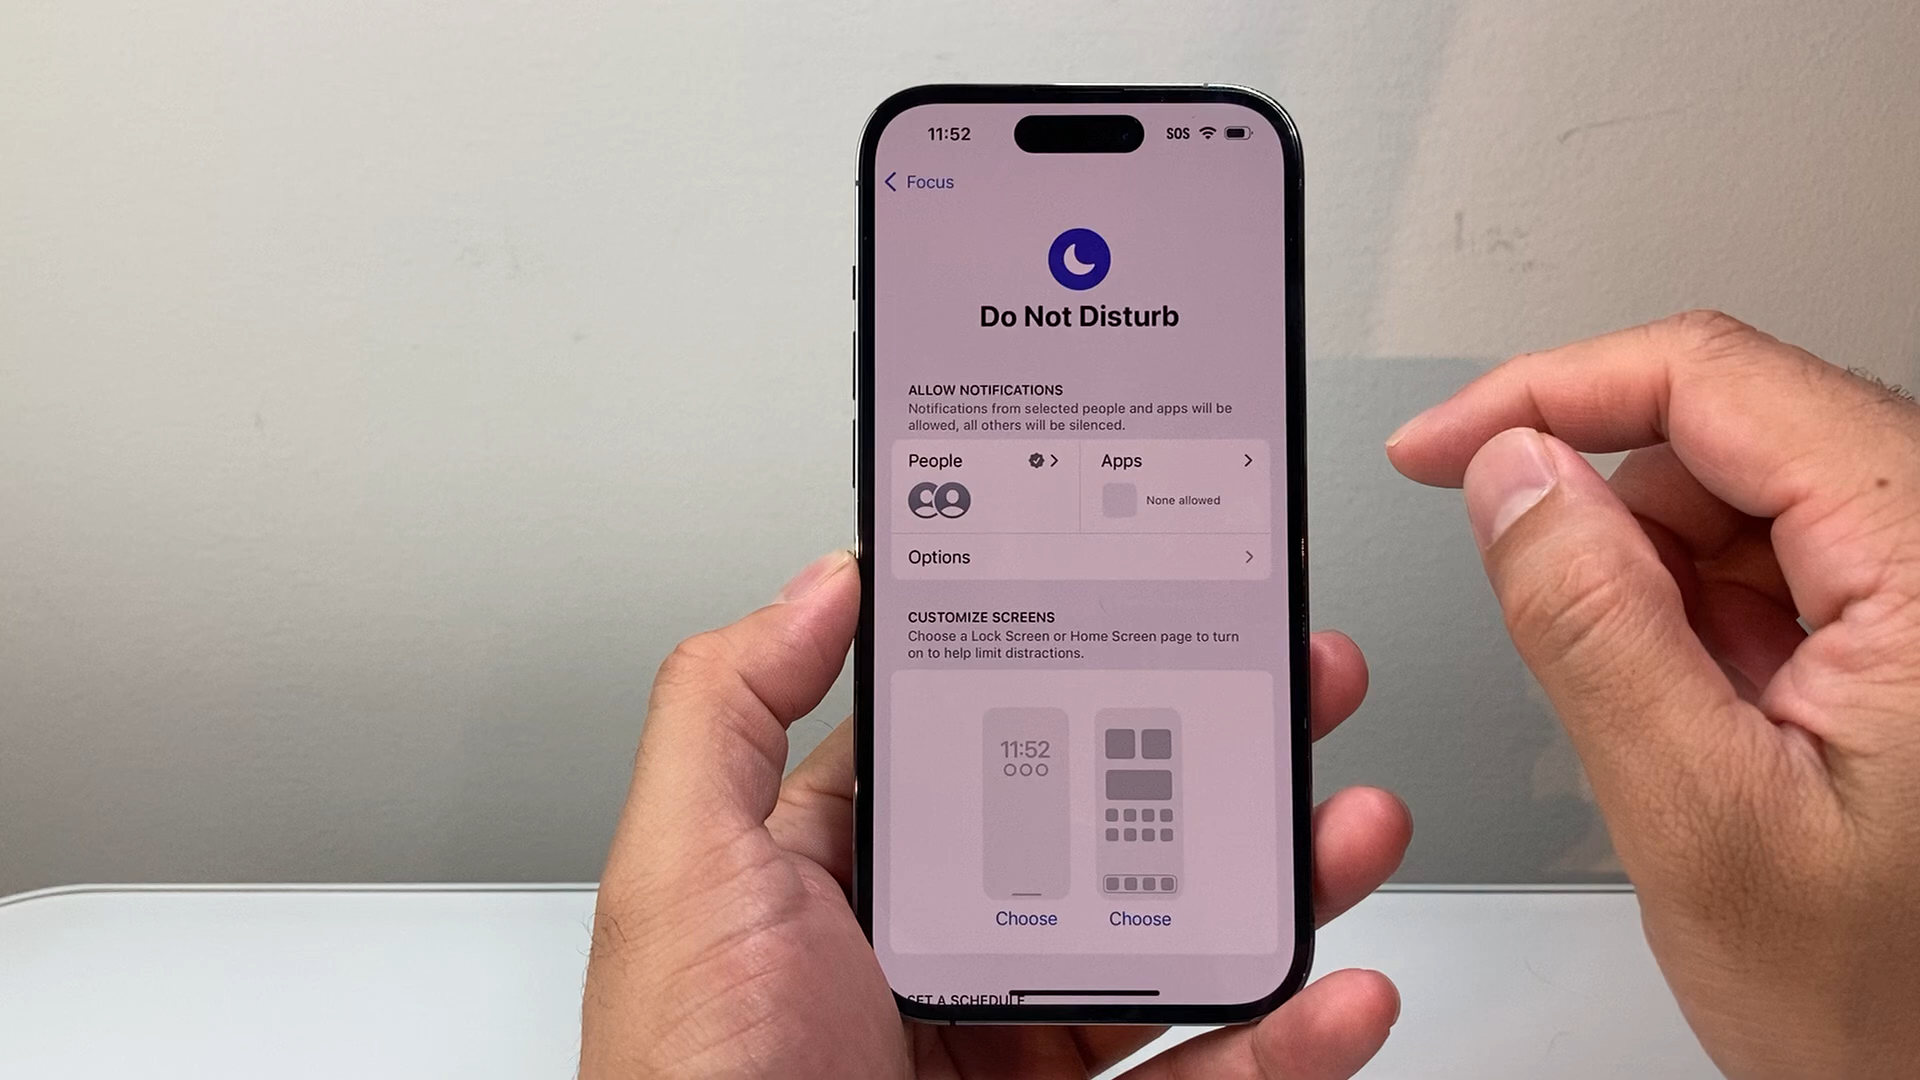 11:52
SOS
Focus
Do Not Disturb
ALLOW NOTIFICATIONS
Notifications from selected people and apps will be
allowed, all others will be silenced.
People
Apps
None allowed
Options
CUSTOMIZE SCREENS
Choose a Lock Screen or Home Screen page to turn
on to help limit distractions.
11:52
Choose
Choose
SET A SCHEDULE